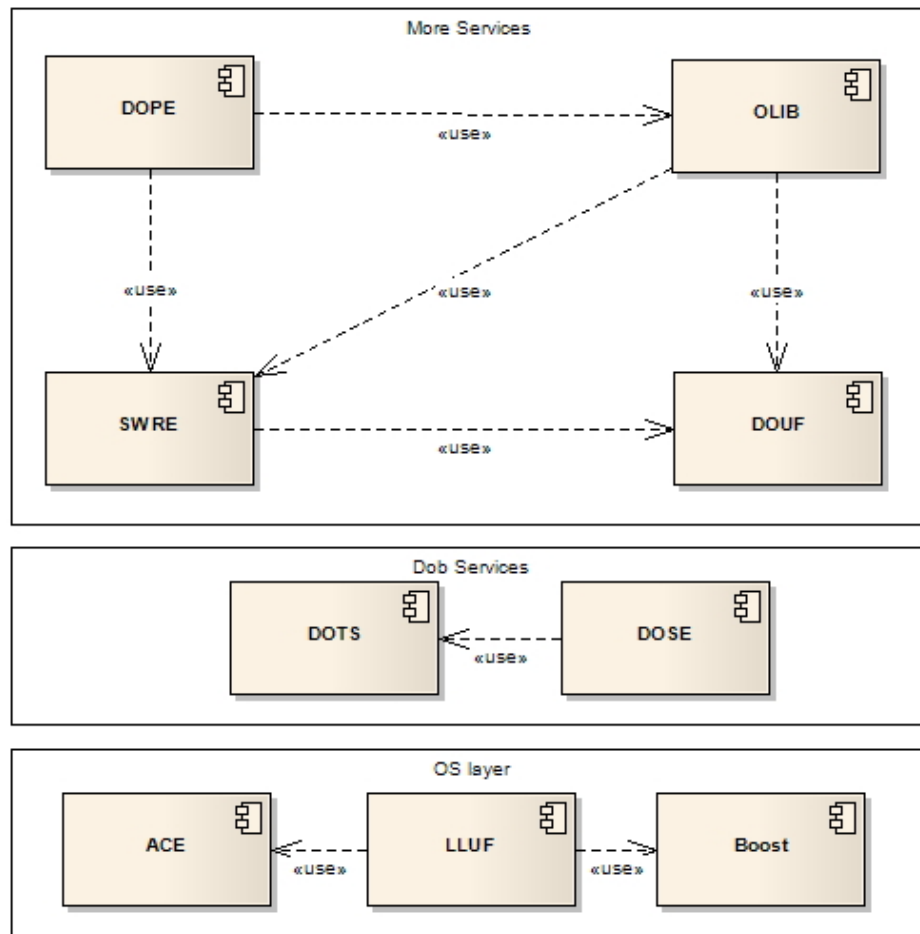 More Services
DOPE
OLIB
«use»
«use»
«use»
«use»
SWRE
DOUF
«use»
Dob Services
DOTS
DOSE
«use»
OS layer
ACE
LLUF
Boost
«use»
«use»